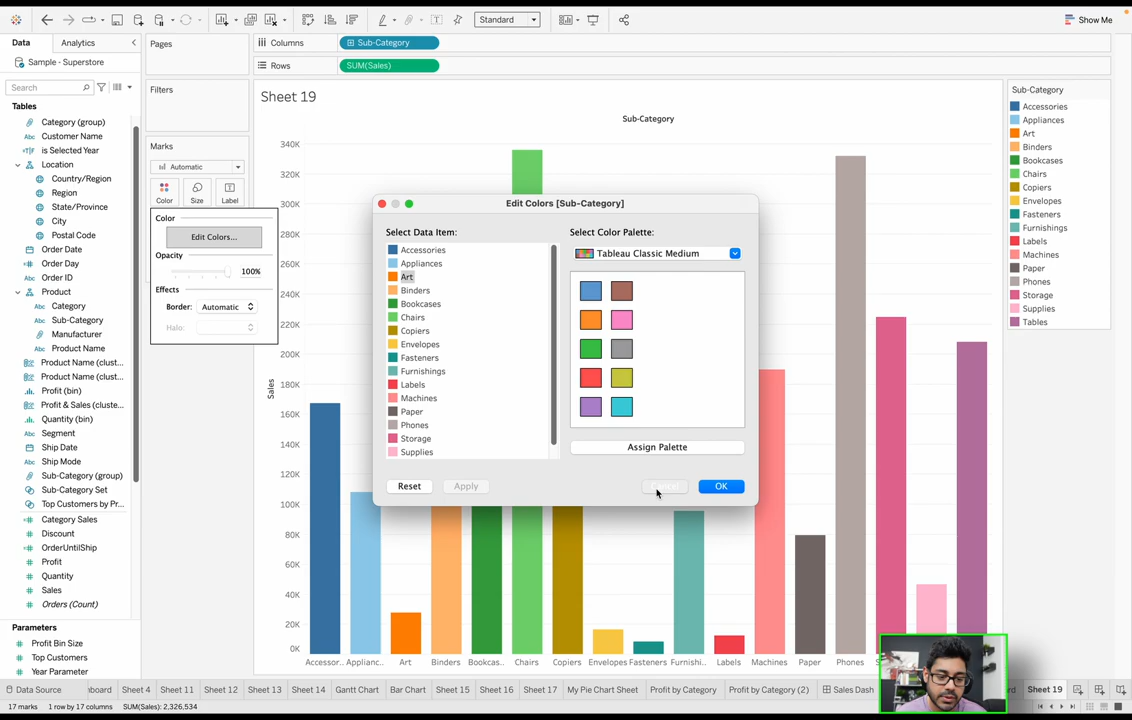 Standard
Show Me
Data
Analytics
Pages
Columns
Sub-Category
Sample - Superstore
Rows
SUM(Sales)
Search
Filters
Sheet 19
Sub-Category
Tables
Category (group)
Customer Name
is Selected Year
Location
Country/Region
Region
State/Province
City
Postal Code
Order Date
Order Day
Order ID
Product
Category
Sub-Category
Manufacturer
Product Name
Product Name (clust...
Product Name (clust...
Profit (bin)
Profit & Sales (cluste...
Quantity (bin)
Segment
Ship Date
Ship Mode
Sub-Category (group)
Sub-Category Set
Top Customers by Pr...
Category Sales
Discount
OrderUntilShip
Profit
Quantity
Sales
Orders (Count)
Parameters
Profit Bin Size
Top Customers
Year Parameter
Marks
Automatic
Color
Size
Label
Color
Edit Colors...
Opacity
100%
Effects
Border:
Automatic
Halo:
Sales
340K
320K
300K
280K
260K
240K
220K
200K
180K
160K
140K
120K
100K
80K
60K
40K
20K
0K
Edit Colors [Sub-Category]
Select Data Item:
Accessories
Appliances
Art
Binders
Bookcases
Chairs
Copiers
Envelopes
Fasteners
Furnishings
Labels
Machines
Paper
Phones
Storage
Supplies
Select Color Palette:
Tableau Classic Medium
Assign Palette
Reset
Apply
OK
Accessor..
Applianc..
Art
Binders
Bookcas..
Chairs
Copiers
Envelopes
Fasteners
Furnishi..
Labels
Machines
Paper
Phones
Sub-Category
Accessories
Appliances
Art
Binders
Bookcases
Chairs
Copiers
Envelopes
Fasteners
Furnishings
Labels
Machines
Paper
Phones
Storage
Supplies
Tables
Data Source
board
Sheet 4
Sheet 11
Sheet 12
Sheet 13
Sheet 14
Gantt Chart
Bar Chart
Sheet 15
Sheet 16
Sheet 17
My Pie Chart Sheet
Profit by Category
Profit by Category (2)
Sales Dash
Sheet 19
17 marks
1 row by 17 columns
SUM(Sales): 2,326,534